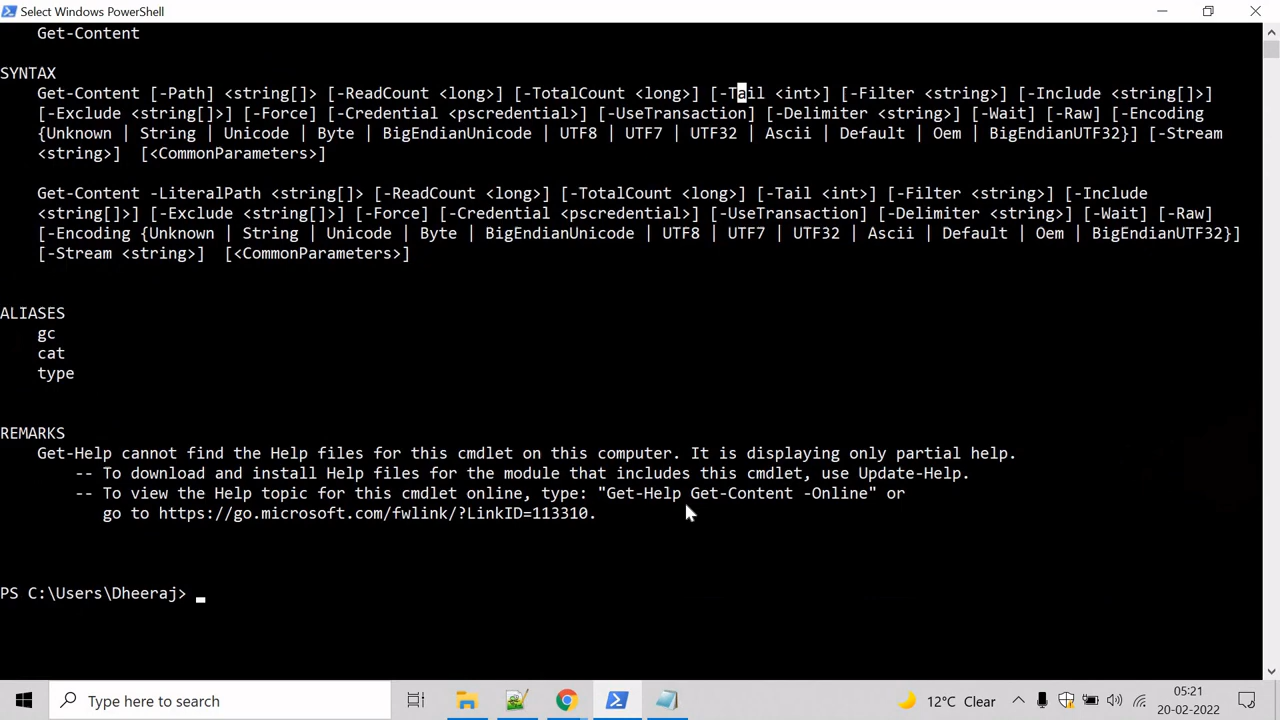 Select Windows PowerShell
Get-Content
SYNTAX
Get-Content [-Path] <string[]> [-ReadCount <long>] [-TotalCount <long>] [-Tail <int>] [-Filter <string>] [-Include <string[]>]
[-Exclude <string[]>] [-Force] [-Credential <pscredential>] [-UseTransaction] [-Delimiter <string>] [-Wait] [-Raw] [-Encoding
{Unknown | String | Unicode | Byte | BigEndianUnicode | UTF8 | UTF7 | UTF32 | Ascii | Default | Oem | BigEndianUTF32}] [-Stream
<string>] [<CommonParameters>]
Get-Content -LiteralPath <string[]> [-ReadCount <long>] [-TotalCount <long>] [-Tail <int>] [-Filter <string>] [-Include
<string[]>] [-Exclude <string[]>] [-Force] [-Credential <pscredential>] [-UseTransaction] [-Delimiter <string>] [-Wait] [-Raw]
[-Encoding {Unknown | String | Unicode | Byte | BigEndianUnicode | UTF8 | UTF7 | UTF32 | Ascii | Default | Oem | BigEndianUTF32}]
[-Stream <string>] [<CommonParameters>]
ALIASES
gc
cat
type
REMARKS
Get-Help cannot find the Help files for this cmdlet on this computer. It is displaying only partial help.
-- To download and install Help files for the module that includes this cmdlet, use Update-Help.
-- To view the Help topic for this cmdlet online, type: "Get-Help Get-Content -Online" or
go to https://go.microsoft.com/fwlink/?LinkID=113310.
PS C:\Users\Dheeraj> _
Type here to search
12°C Clear
05:21
20-02-2022